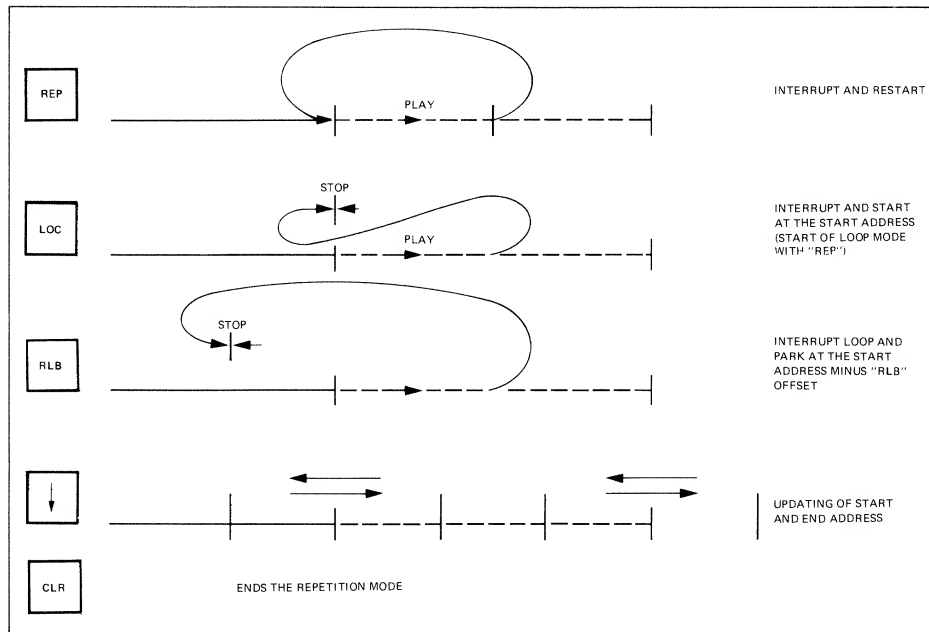 REP
PLAY
INTERRUPT AND RESTART
STOP
LOC
PLAY
INTERRUPT AND START
AT THE START ADDRESS
(START OF LOOP MODE
WITH "REP")
STOP
RLB
INTERRUPT LOOP AND
PARK AT THE START
ADDRESS MINUS "RLB"
OFFSET
↓
UPDATING OF START
AND END ADDRESS
CLR
ENDS THE REPETITION MODE